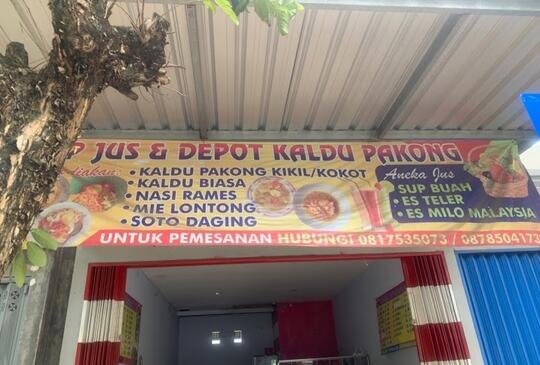 P JUS & DEPOT KALDU PAKONG
diakan:
• KALDU PAKONG KIKIL/KOKOT
• KALDU BIASA
• NASI RAMES
• MIE LONTONG
• SOTO DAGING
Aneka Jus
• SUP BUAH
• ES TELER
• ES MILO MALAYSIA
UNTUK PEMESANAN HUBUNGI 0817535073 / 0878504173